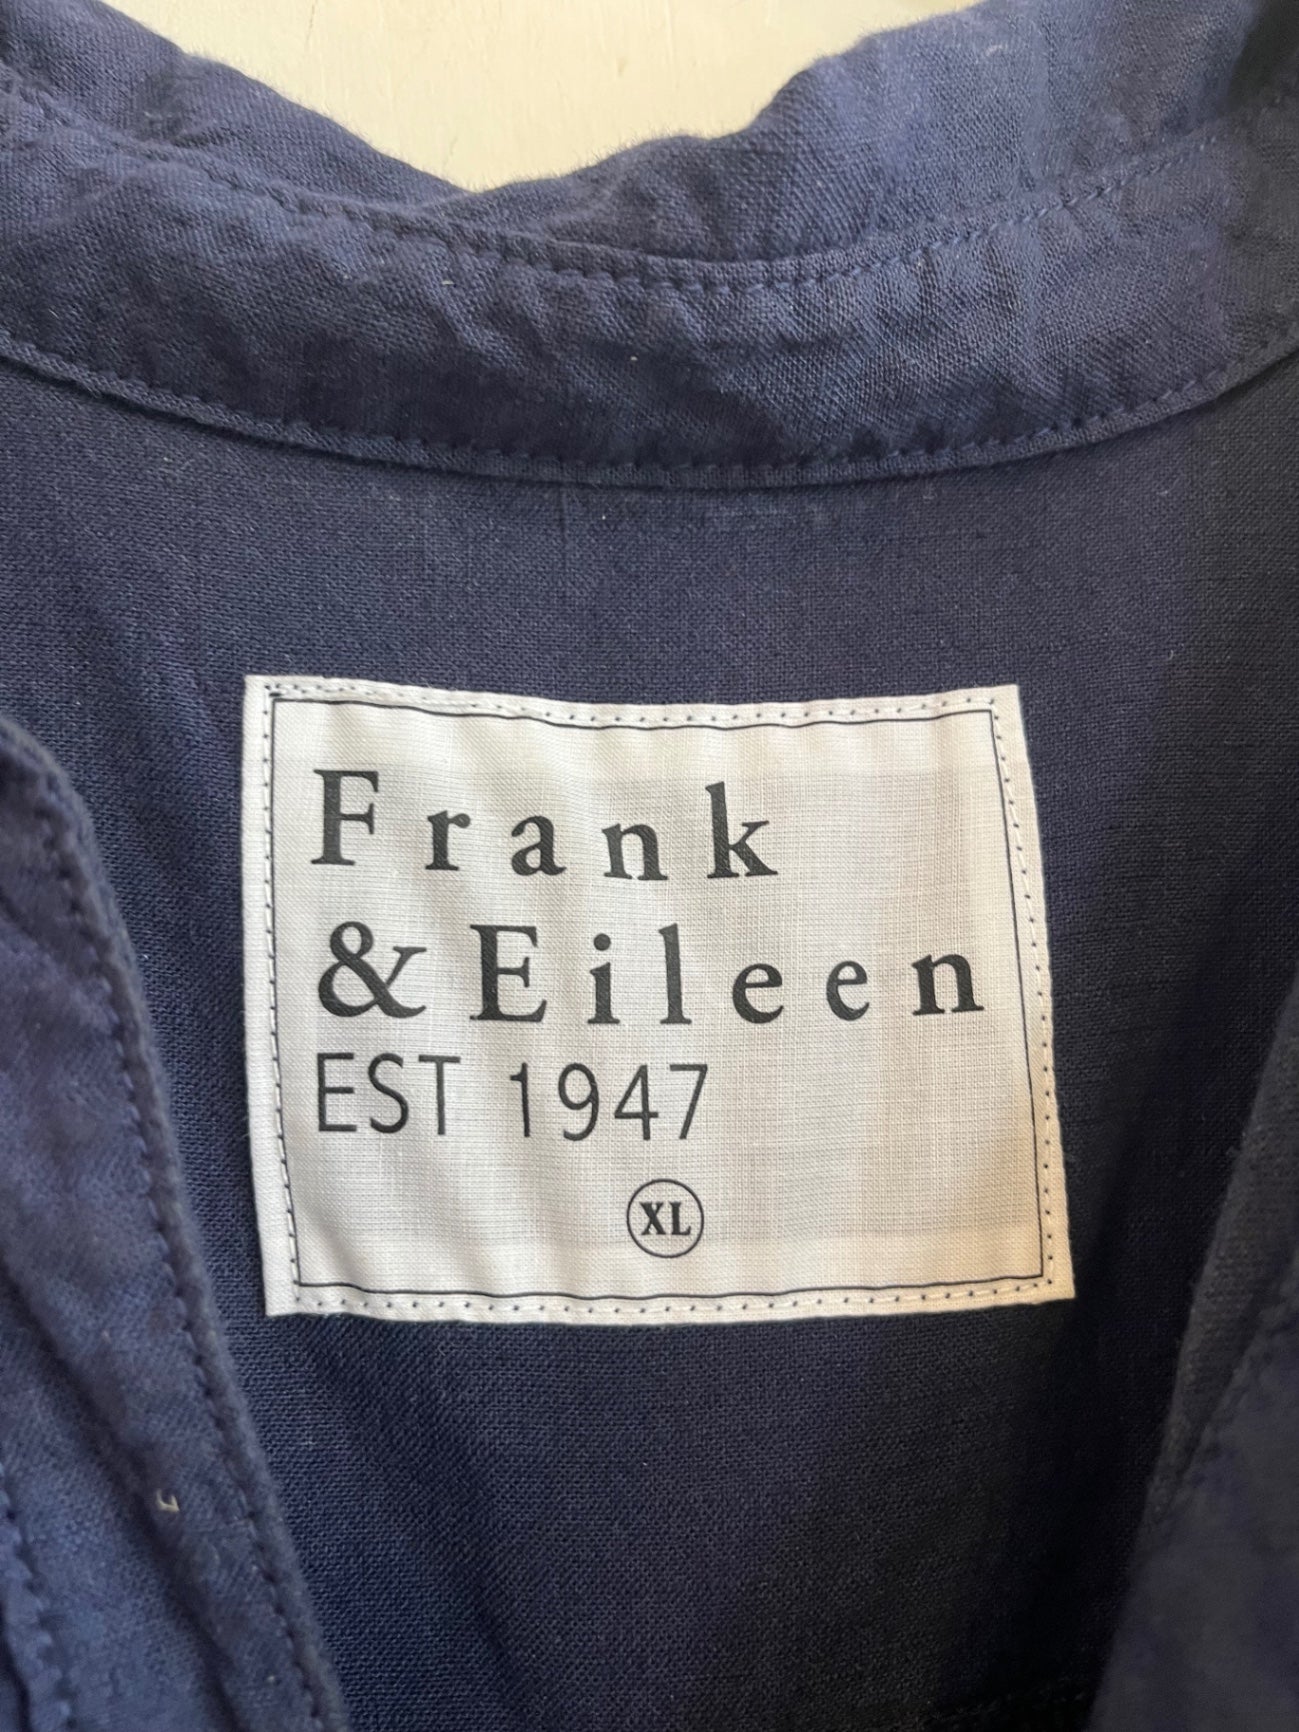 Frank
& Eileen
EST 1947
XL